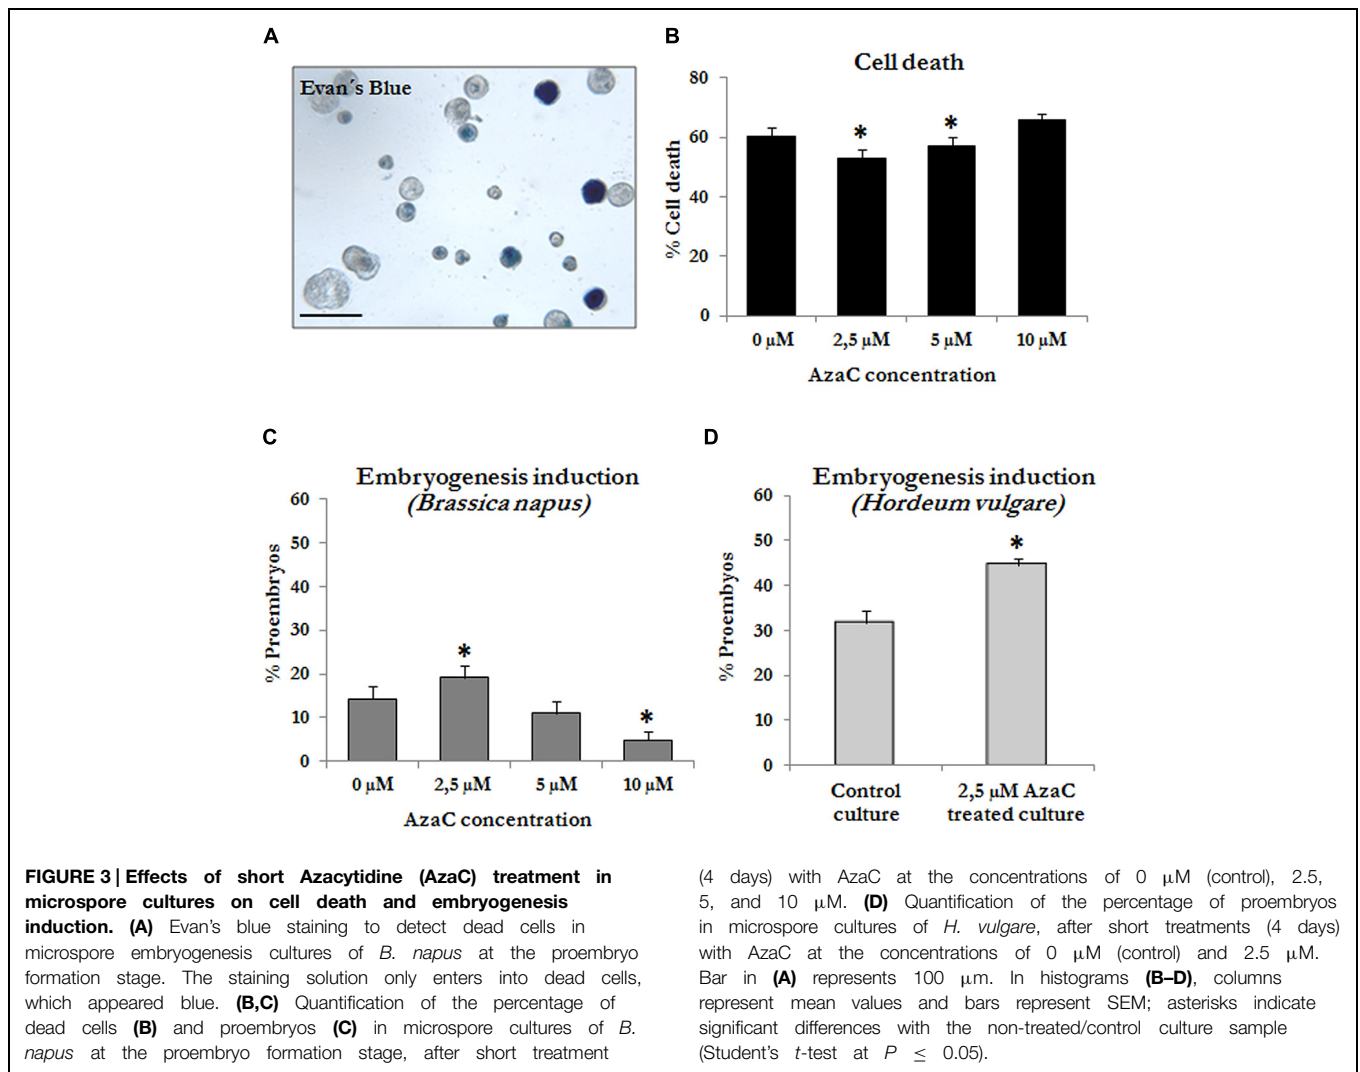 A
Evan´s Blue
B
Cell death
% Cell death
80
60
40
20
0
* *
0 µM 2,5 µM 5 µM 10 µM
AzaC concentration
C
Embryogenesis induction
(Brassica napus)
% Proembryos
60
50
40
30
20
10
0
* *
0 µM 2,5 µM 5 µM 10 µM
AzaC concentration
D
Embryogenesis induction
(Hordeum vulgare)
% Proembyos
60
50
40
30
20
10
0
*
Control
culture
2,5 µM AzaC
treated culture
FIGURE 3 | Effects of short Azacytidine (AzaC) treatment in
microspore cultures on cell death and embryogenesis
induction. (A) Evan's blue staining to detect dead cells in
microspore embryogenesis cultures of B. napus at the proembryo
formation stage. The staining solution only enters into dead cells,
which appeared blue. (B,C) Quantification of the percentage of
dead cells (B) and proembryos (C) in microspore cultures of B.
napus at the proembryo formation stage, after short treatment
(4 days) with AzaC at the concentrations of 0 µM (control), 2.5,
5, and 10 µM. (D) Quantification of the percentage of proembryos
in microspore cultures of H. vulgare, after short treatments (4 days)
with AzaC at the concentrations of 0 µM (control) and 2.5 µM.
Bar in (A) represents 100 µm. In histograms (B–D), columns
represent mean values and bars represent SEM; asterisks indicate
significant differences with the non-treated/control culture sample
(Student's t-test at P ≤ 0.05).